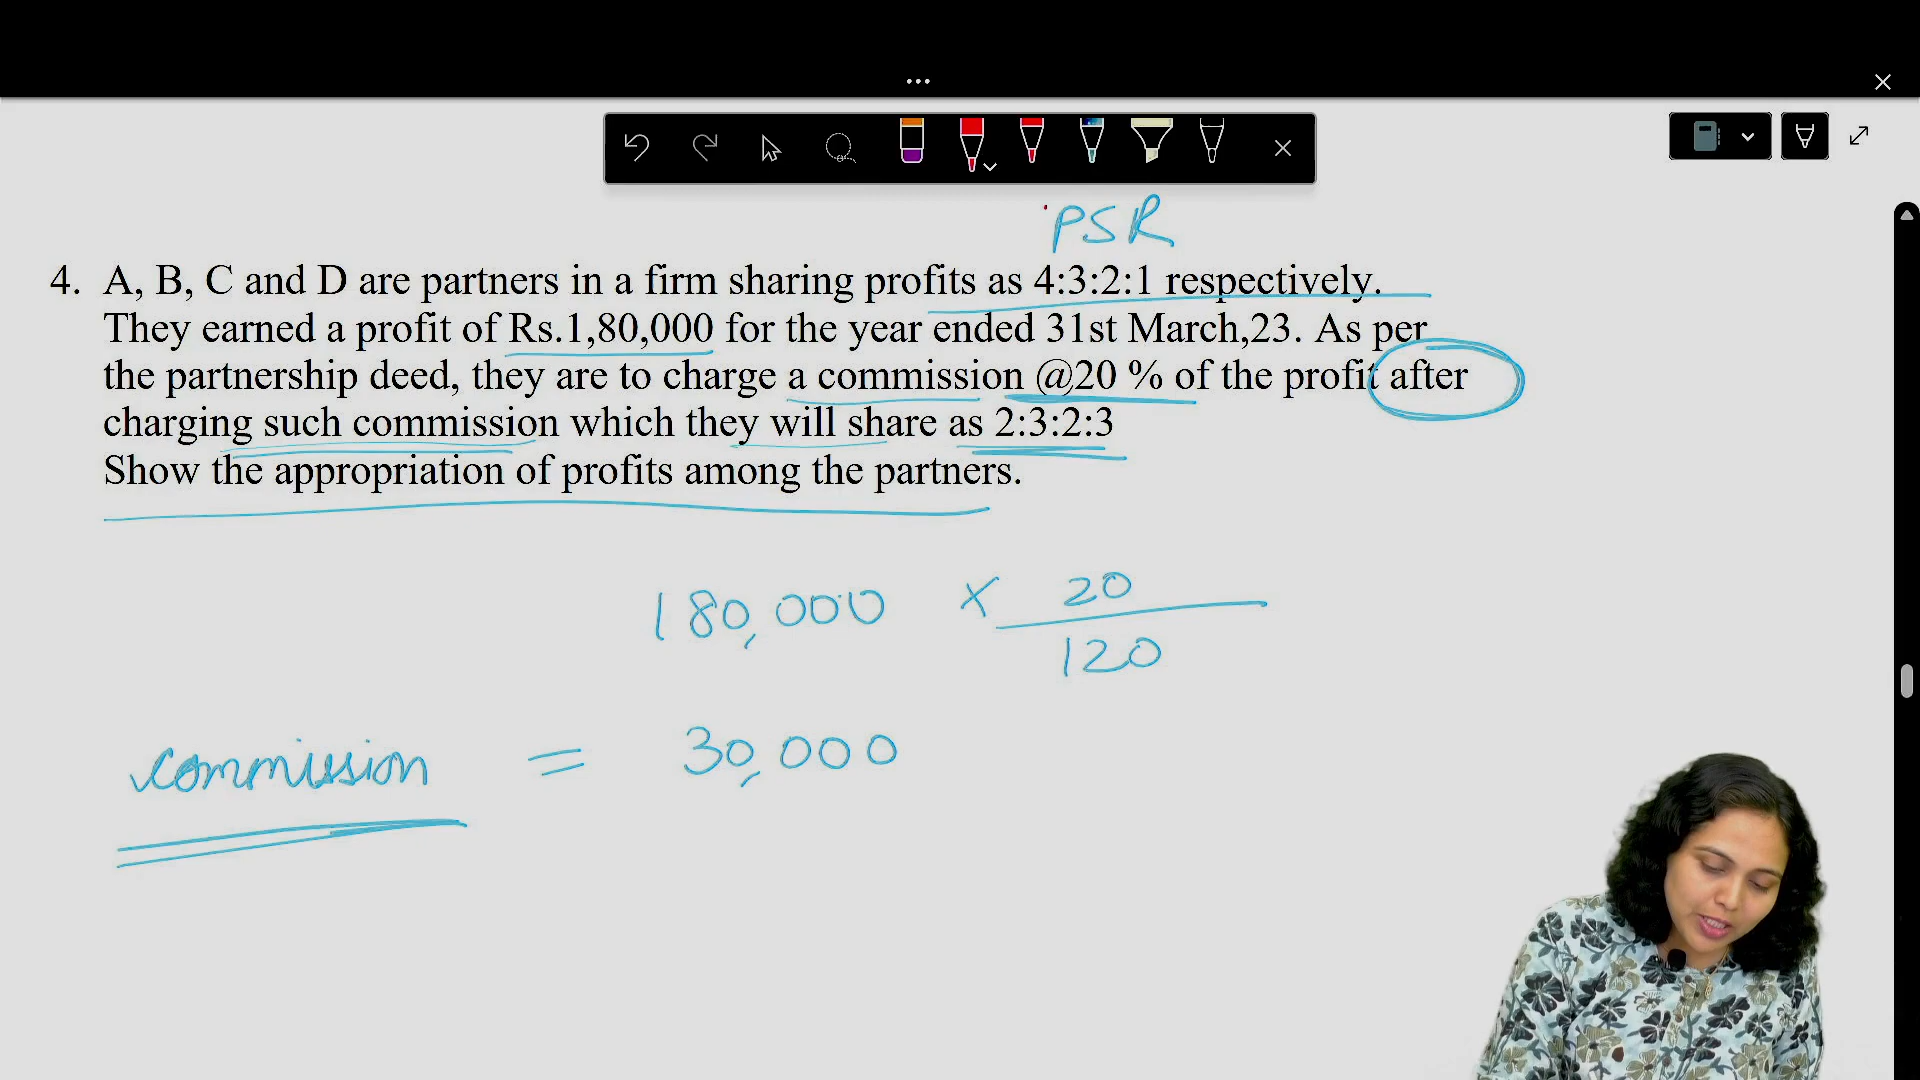 PSR
4. A, B, C and D are partners in a firm sharing profits as 4:3:2:1 respectively.
They earned a profit of Rs.1,80,000 for the year ended 31st March,23. As per
the partnership deed, they are to charge a commission @20 % of the profit after
charging such commission which they will share as 2:3:2:3
Show the appropriation of profits among the partners.
180,000 × 20
120
commission = 30,000